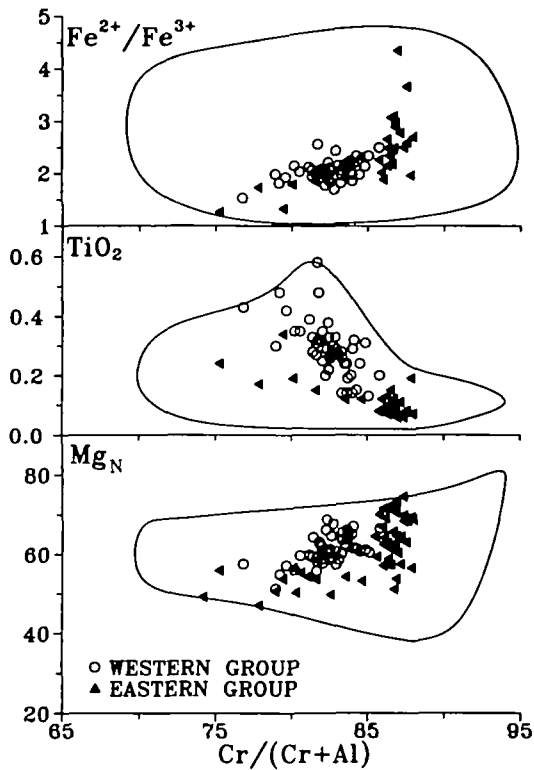 5
Fe²⁺/Fe³⁺
4
3
2
1
TiO₂
0.6
0.4
0.2
0.0
Mg_N
80
60
40
○ WESTERN GROUP
▲ EASTERN GROUP
20
65 75 85 95
Cr/(Cr+Al)